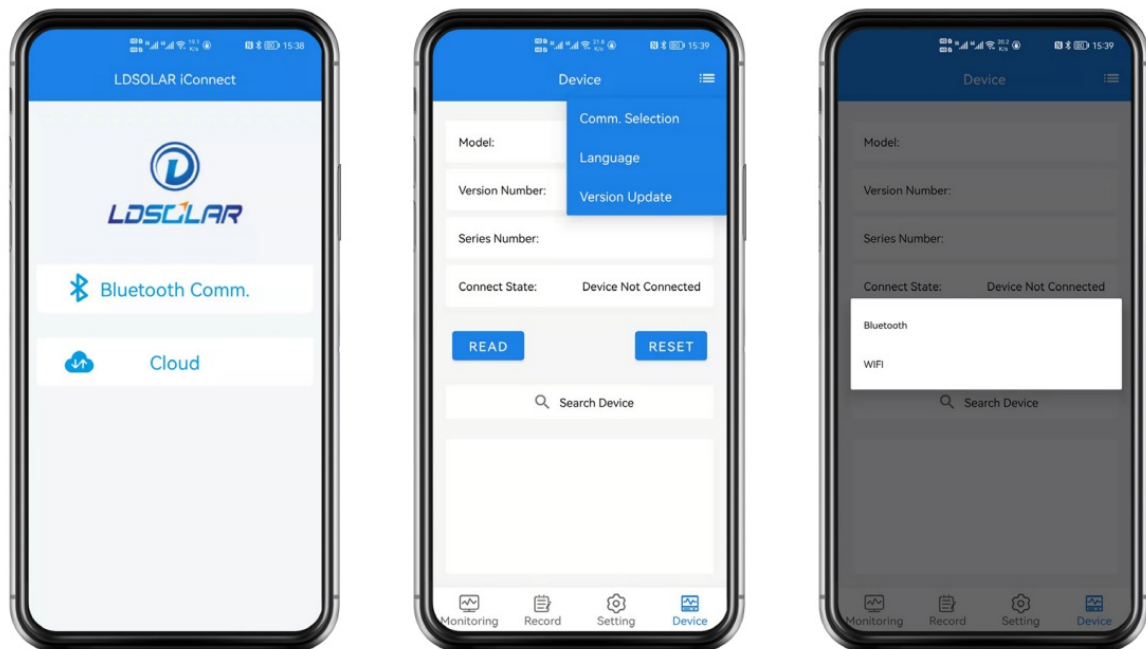 15:38
LDSOLAR iConnect
LDSOLAR
Bluetooth Comm.
Cloud
15:39
Device
Comm. Selection
Model:
Language
Version Number:
Version Update
Series Number:
Connect State: Device Not Connected
READ RESET
Search Device
Monitoring Record Setting Device
15:39
Device
Model:
Version Number:
Series Number:
Connect State: Device Not Connected
Bluetooth
WIFI
Search Device
Monitoring Record Setting Device